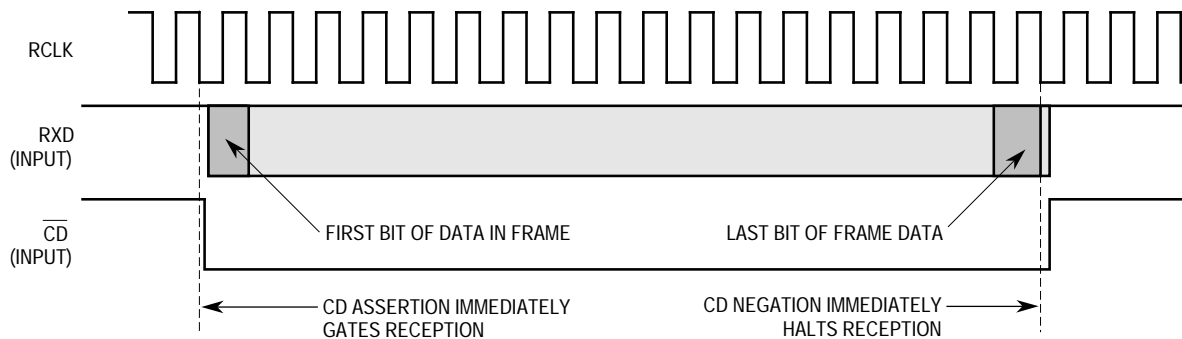 RCLK
RXD
(INPUT)
CD
(INPUT)
FIRST BIT OF DATA IN FRAME
LAST BIT OF FRAME DATA
CD ASSERTION IMMEDIATELY
GATES RECEPTION
CD NEGATION IMMEDIATELY
HALTS RECEPTION